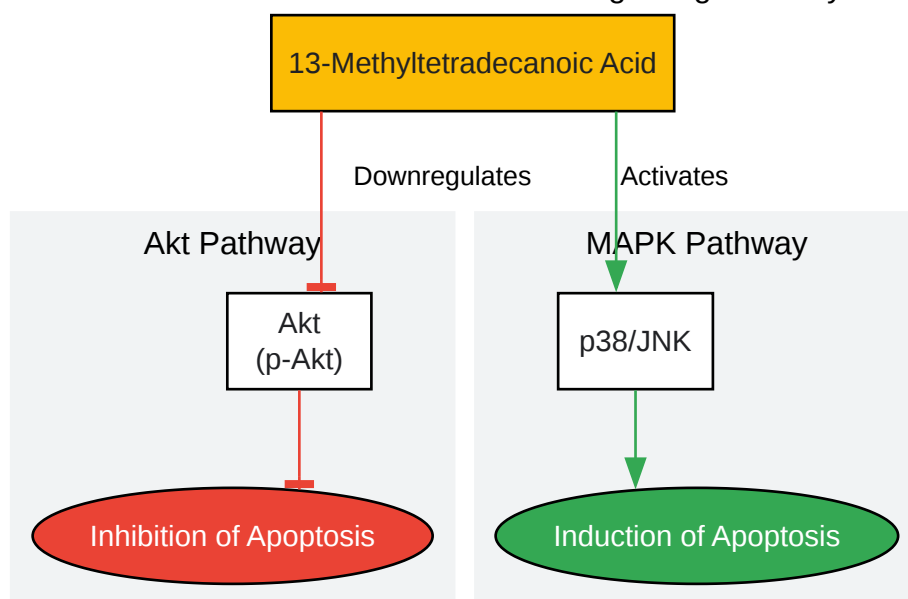 13-Methyltetradecanoic Acid
Downregulates
Activates
Akt Pathway
MAPK Pathway
Akt
(p-Akt)
p38/JNK
Inhibition of Apoptosis
Induction of Apoptosis